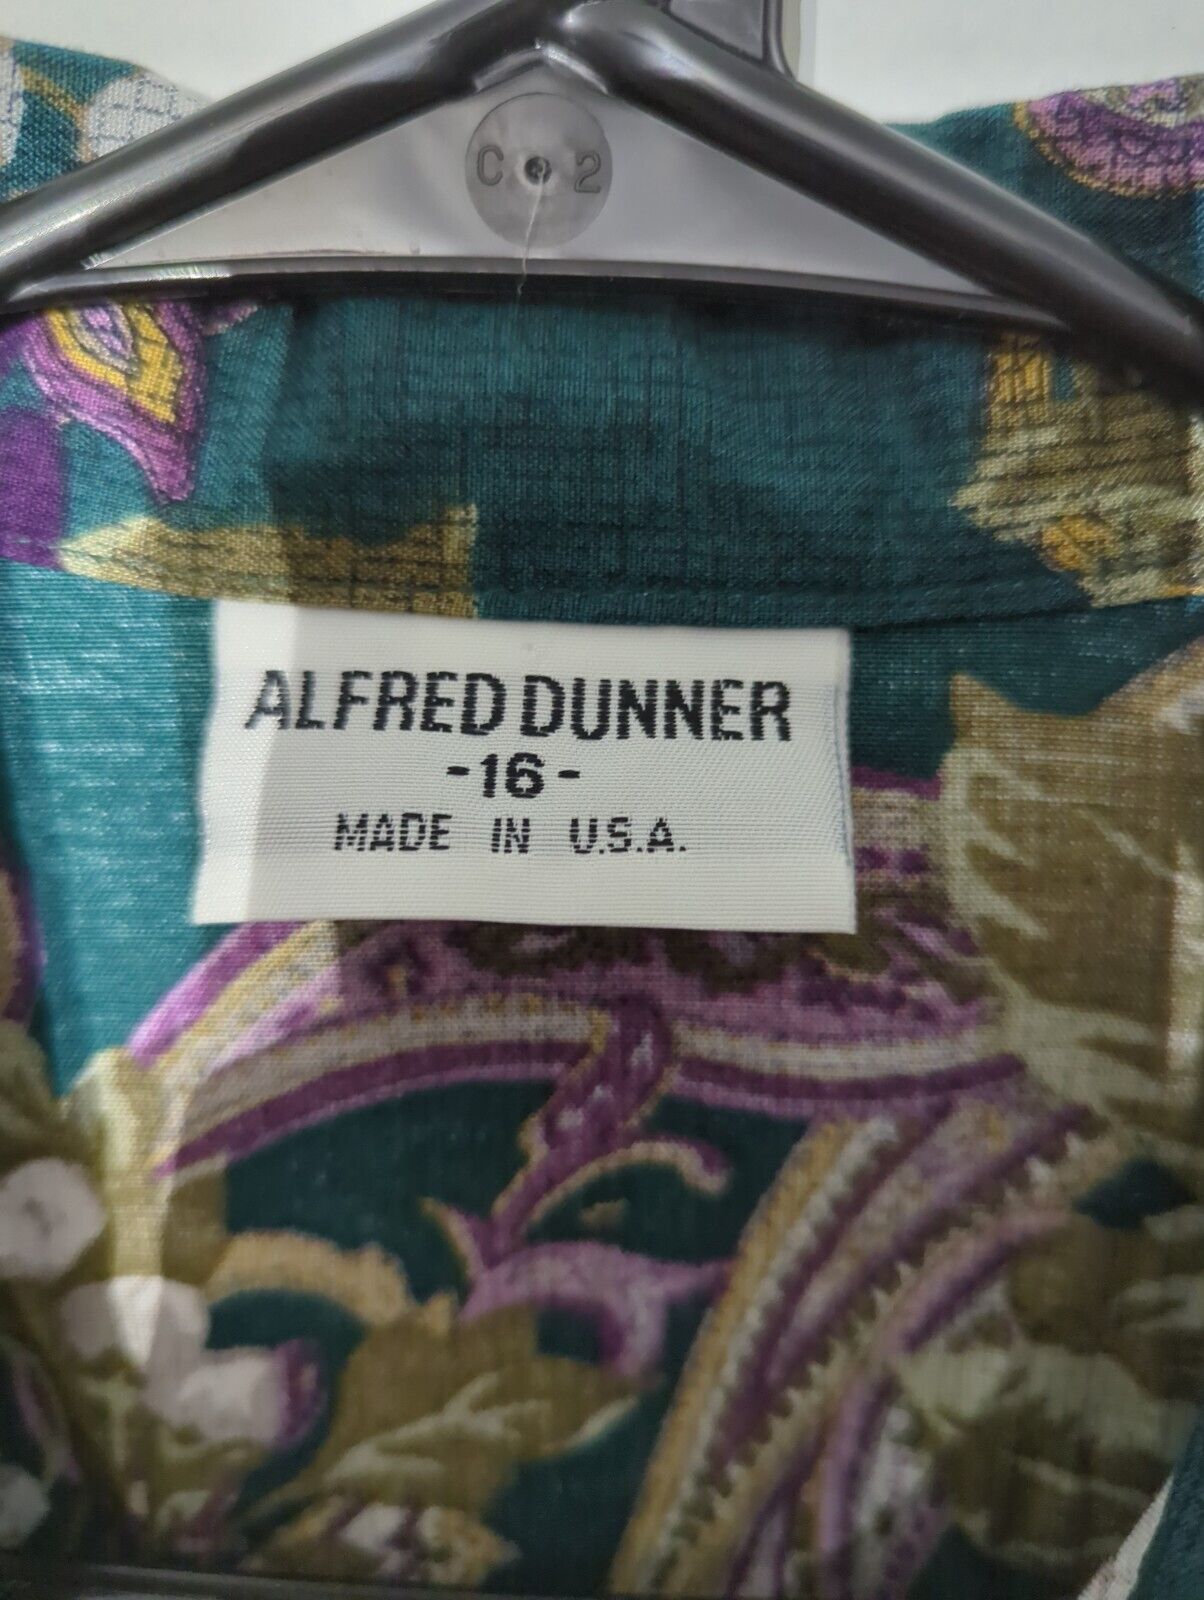 C 2
ALFRED DUNNER
-16-
MADE IN U.S.A.